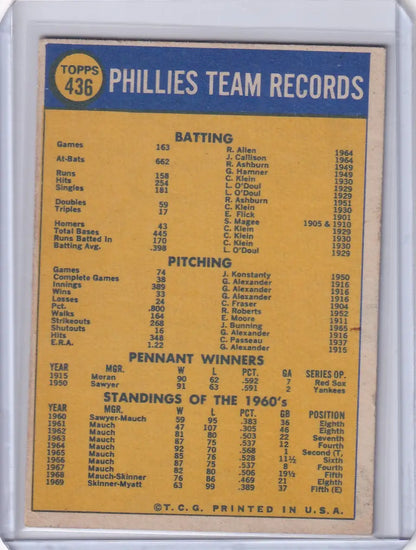 TOPPS
436
PHILLIES TEAM RECORDS
BATTING
Games 163 R. Allen 1964
J. Callison 1964
At-Bats 662 R. Ashburn 1949
G. Hamner 1949
Runs 158 C. Klein 1930
Hits 254 L. O'Doul 1929
Singles 181 L. O'Doul 1929
R. Ashburn 1951
Doubles 59 C. Klein 1930
Triples 17 E. Flick 1901
S. Magee 1905 & 1910
Homers 43 C. Klein 1929
Total Bases 445 C. Klein 1930
Runs Batted In 170 C. Klein 1930
Batting Avg. .398 L. O'Doul 1929
PITCHING
Games 74 J. Konstanty 1950
Complete Games 38 G. Alexander 1916
Innings 389 G. Alexander 1916
Wins 33 G. Alexander 1916
Losses 24 C. Fraser 1904
Pct. .800 R. Roberts 1952
Walks 164 E. Moore 1911
Strikeouts 268 J. Bunning 1965
Shutouts 16 G. Alexander 1916
Hits 348 C. Passeau 1937
E.R.A. 1.22 G. Alexander 1915
PENNANT WINNERS
YEAR MGR. W L PCT. GA SERIES OP.
1915 Moran 90 62 .592 7 Red Sox
1950 Sawyer 91 63 .591 2 Yankees
STANDINGS OF THE 1960's
YEAR MGR. W L PCT. GB POSITION
1960 Sawyer-Mauch 59 95 .383 36 Eighth
1961 Mauch 47 107 .305 46 Eighth
1962 Mauch 81 80 .503 22 Seventh
1963 Mauch 87 75 .537 12 Fourth
1964 Mauch 92 70 .568 1 Second (T.
1965 Mauch 85 76 .528 11½ Sixth
1966 Mauch 87 75 .537 8 Fourth
1967 Mauch 82 80 .506 19½ Fifth
1968 Mauch-Skinner 76 86 .469 21 Eighth
1969 Skinner-Myatt 63 99 .389 37 Fifth (E)
©T.C.G. PRINTED IN U.S.A.